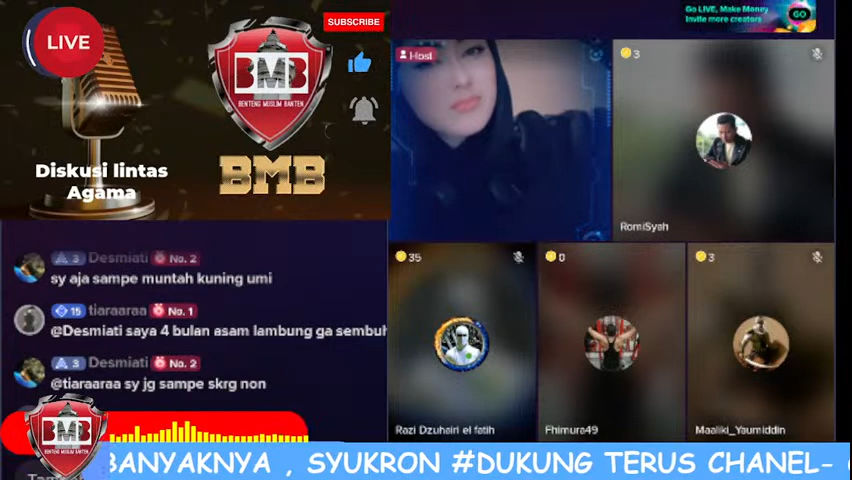 LIVE
SUBSCRIBE
BMB
BENTENG MUSLIM BANTEN
BMB
Diskusi lintas
Agama
Go LIVE, Make Money
Invite more creators
GO
Host
3
RomiSyah
3 Desmiati No. 2
sy aja sampe muntah kuning umi
15 tiaraaraa No. 1
@Desmiati saya 4 bulan asam lambung ga sembuh
3 Desmiati No. 2
@tiaraaraa sy jg sampe skrg non
35
Razi Dzuhairi el fatih
0
Fhimura49
3
Maaliki_Yaumiddin
BMB
BENTENG MUSLIM BANTEN
BANYAKNYA , SYUKRON #DUKUNG TERUS CHANEL-